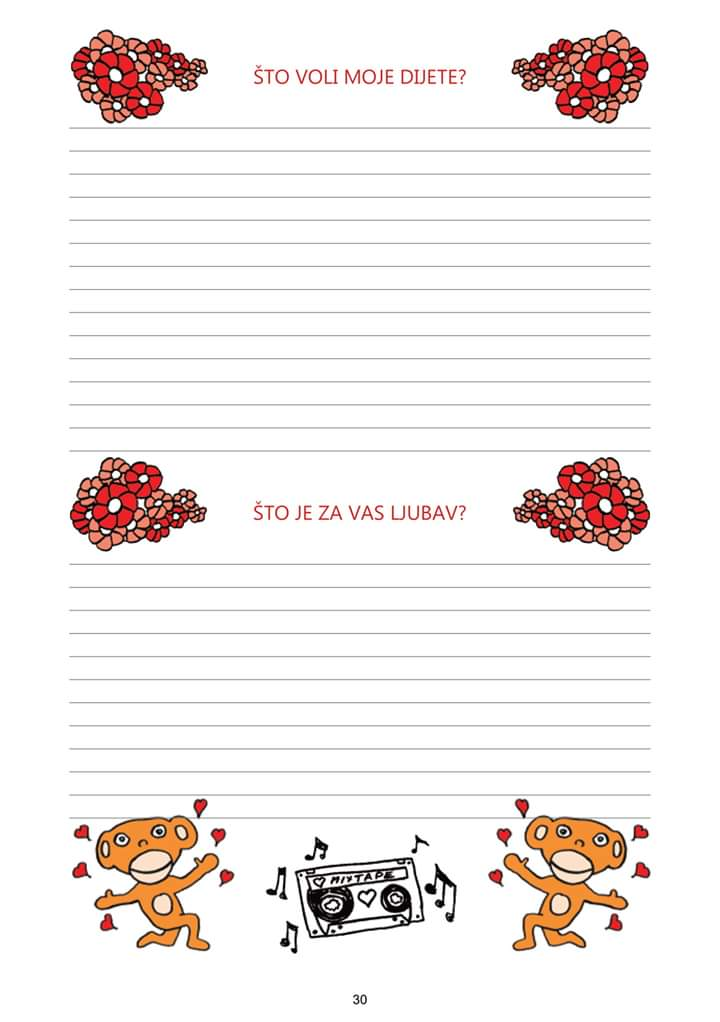 ŠTO VOLI MOJE DIJETE?
ŠTO JE ZA VAS LJUBAV?
MIXTAPE
30